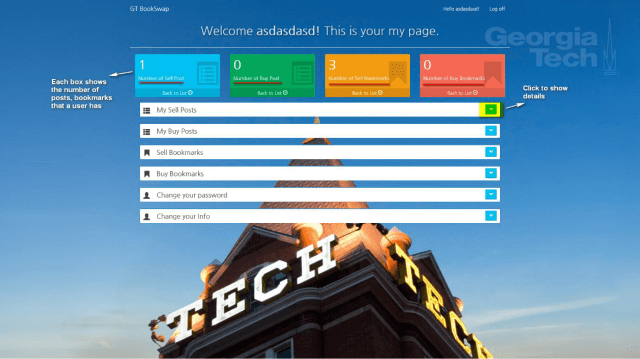 GT BookSwap
Hello asdasdasd!
Log off
Welcome asdasdasd! This is your my page.
Georgia
Tech
1
Number of Sell Post
Back to List
0
Number of Buy Post
Back to List
3
Number of Sell Bookmarks
Back to List
0
Number of Buy Bookmarks
Back to List
Each box shows
the number of
posts, bookmarks
that a user has
Click to show
details
My Sell Posts
My Buy Posts
Sell Bookmarks
Buy Bookmarks
Change your password
Change your Info
TECH
TECH